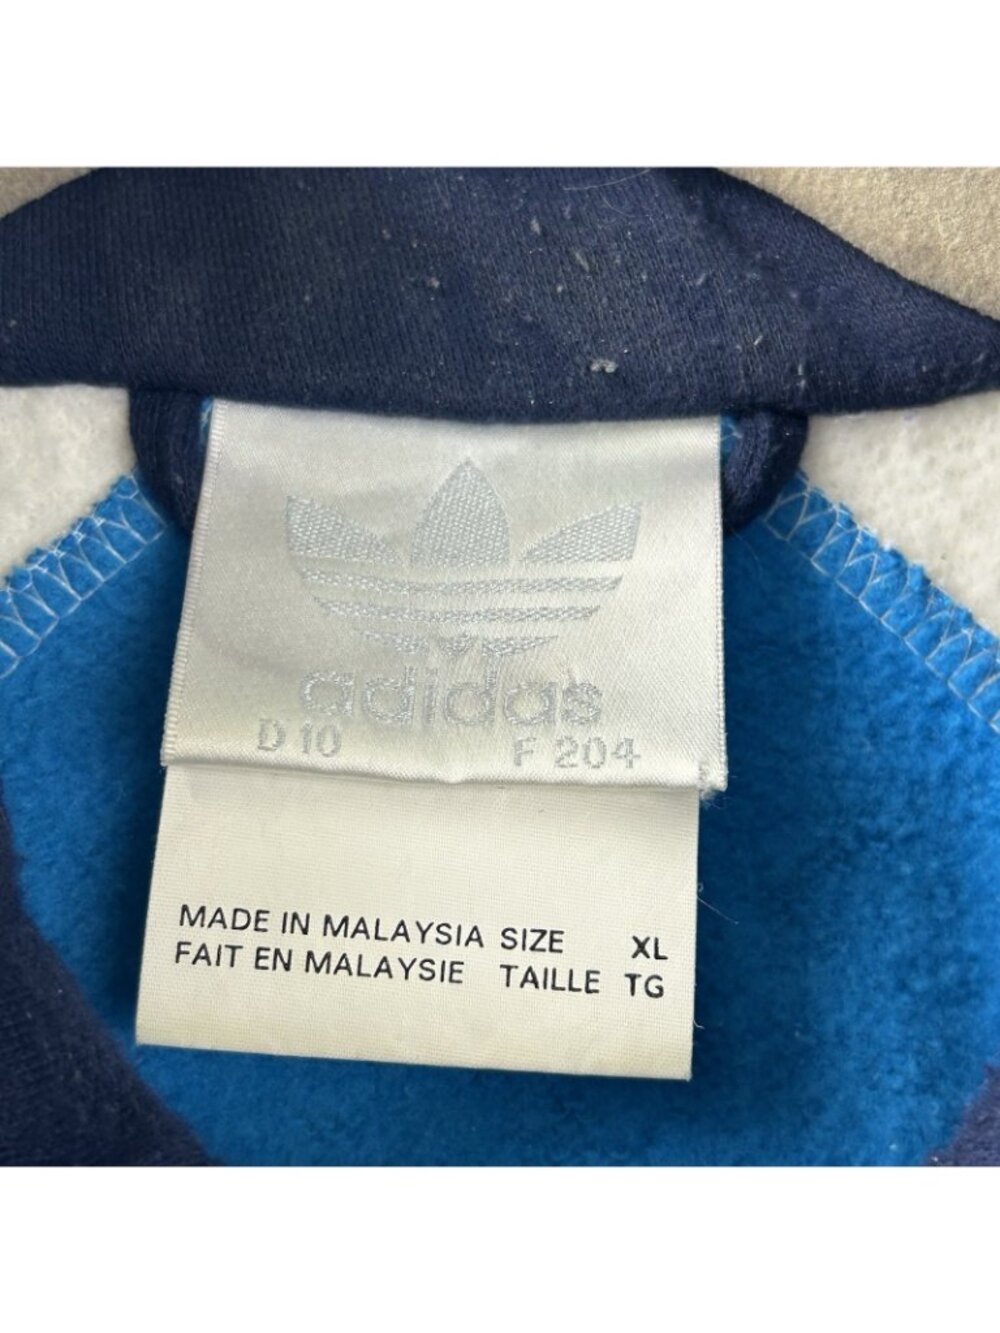 adidas
D 10 F 204
MADE IN MALAYSIA SIZE XL
FAIT EN MALAYSIE TAILLE TG